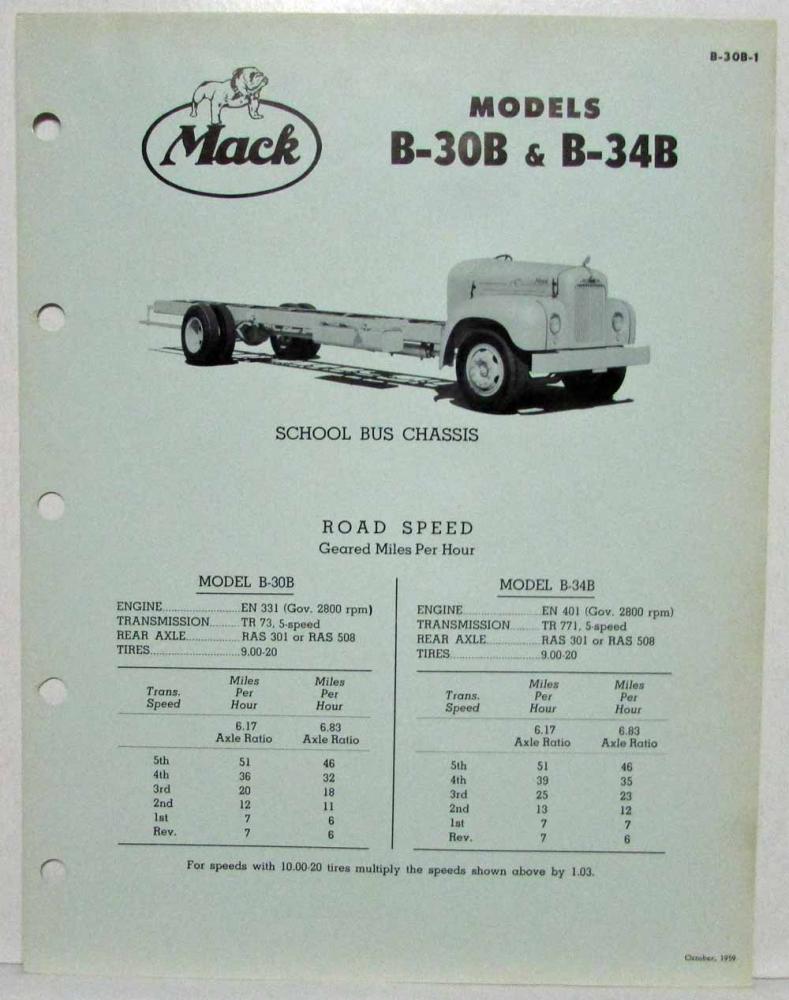 B-30B-1
Mack
MODELS
B-30B & B-34B
SCHOOL BUS CHASSIS
ROAD SPEED
Geared Miles Per Hour
MODEL B-30B
ENGINE..........................EN 331 (Gov. 2800 rpm)
TRANSMISSION........TR 73, 5-speed
REAR AXLE..................RAS 301 or RAS 508
TIRES..............................9.00-20
Trans. Speed Miles Per Hour Miles Per Hour
6.17 Axle Ratio 6.83 Axle Ratio
5th 51 46
4th 36 32
3rd 20 18
2nd 12 11
1st 7 6
Rev. 7 6
MODEL B-34B
ENGINE..........................EN 401 (Gov. 2800 rpm)
TRANSMISSION........TR 771, 5-speed
REAR AXLE..................RAS 301 or RAS 508
TIRES..............................9.00-20
Trans. Speed Miles Per Hour Miles Per Hour
6.17 Axle Ratio 6.83 Axle Ratio
5th 51 46
4th 39 35
3rd 25 23
2nd 13 12
1st 7 7
Rev. 7 6
For speeds with 10.00-20 tires multiply the speeds shown above by 1.03.
October, 1959